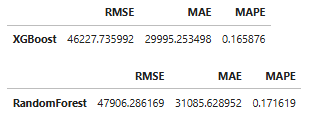 RMSE MAE MAPE
XGBoost 46227.735992 29995.253498 0.165876
RMSE MAE MAPE
RandomForest 47906.286169 31085.628952 0.171619